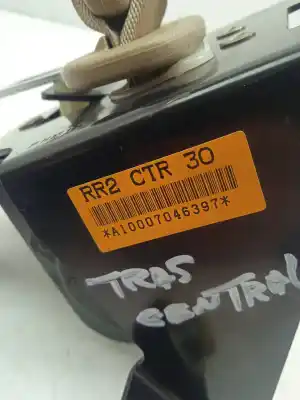 RR2 CTR 30
*A10007046397*
TRAS
CENTRAL